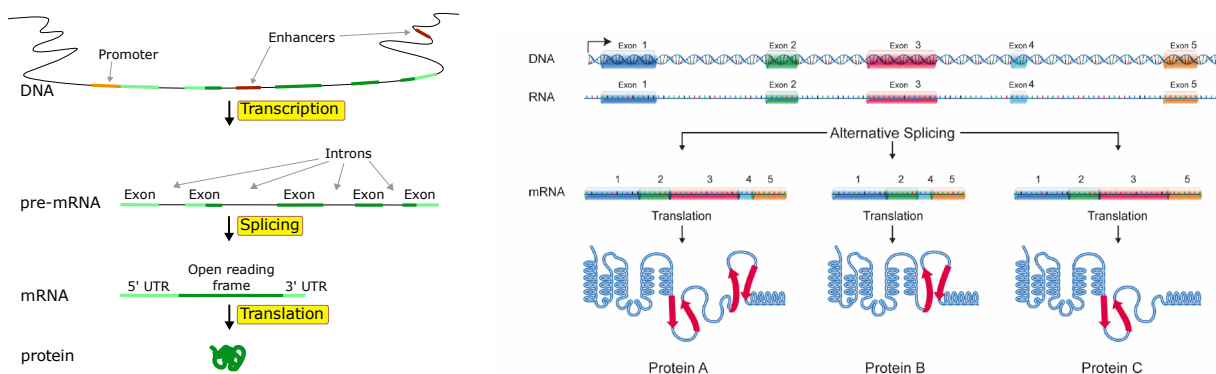 Promoter
Enhancers
DNA
Transcription
Introns
Exon Exon Exon Exon Exon
pre-mRNA
Splicing
Open reading
frame
5' UTR 3' UTR
mRNA
Translation
protein
Exon 1 Exon 2 Exon 3 Exon 4 Exon 5
DNA
Exon 1 Exon 2 Exon 3 Exon 4 Exon 5
RNA
Alternative Splicing
1 2 3 4 5 1 2 4 5 1 2 3 5
mRNA
Translation Translation Translation
Protein A Protein B Protein C